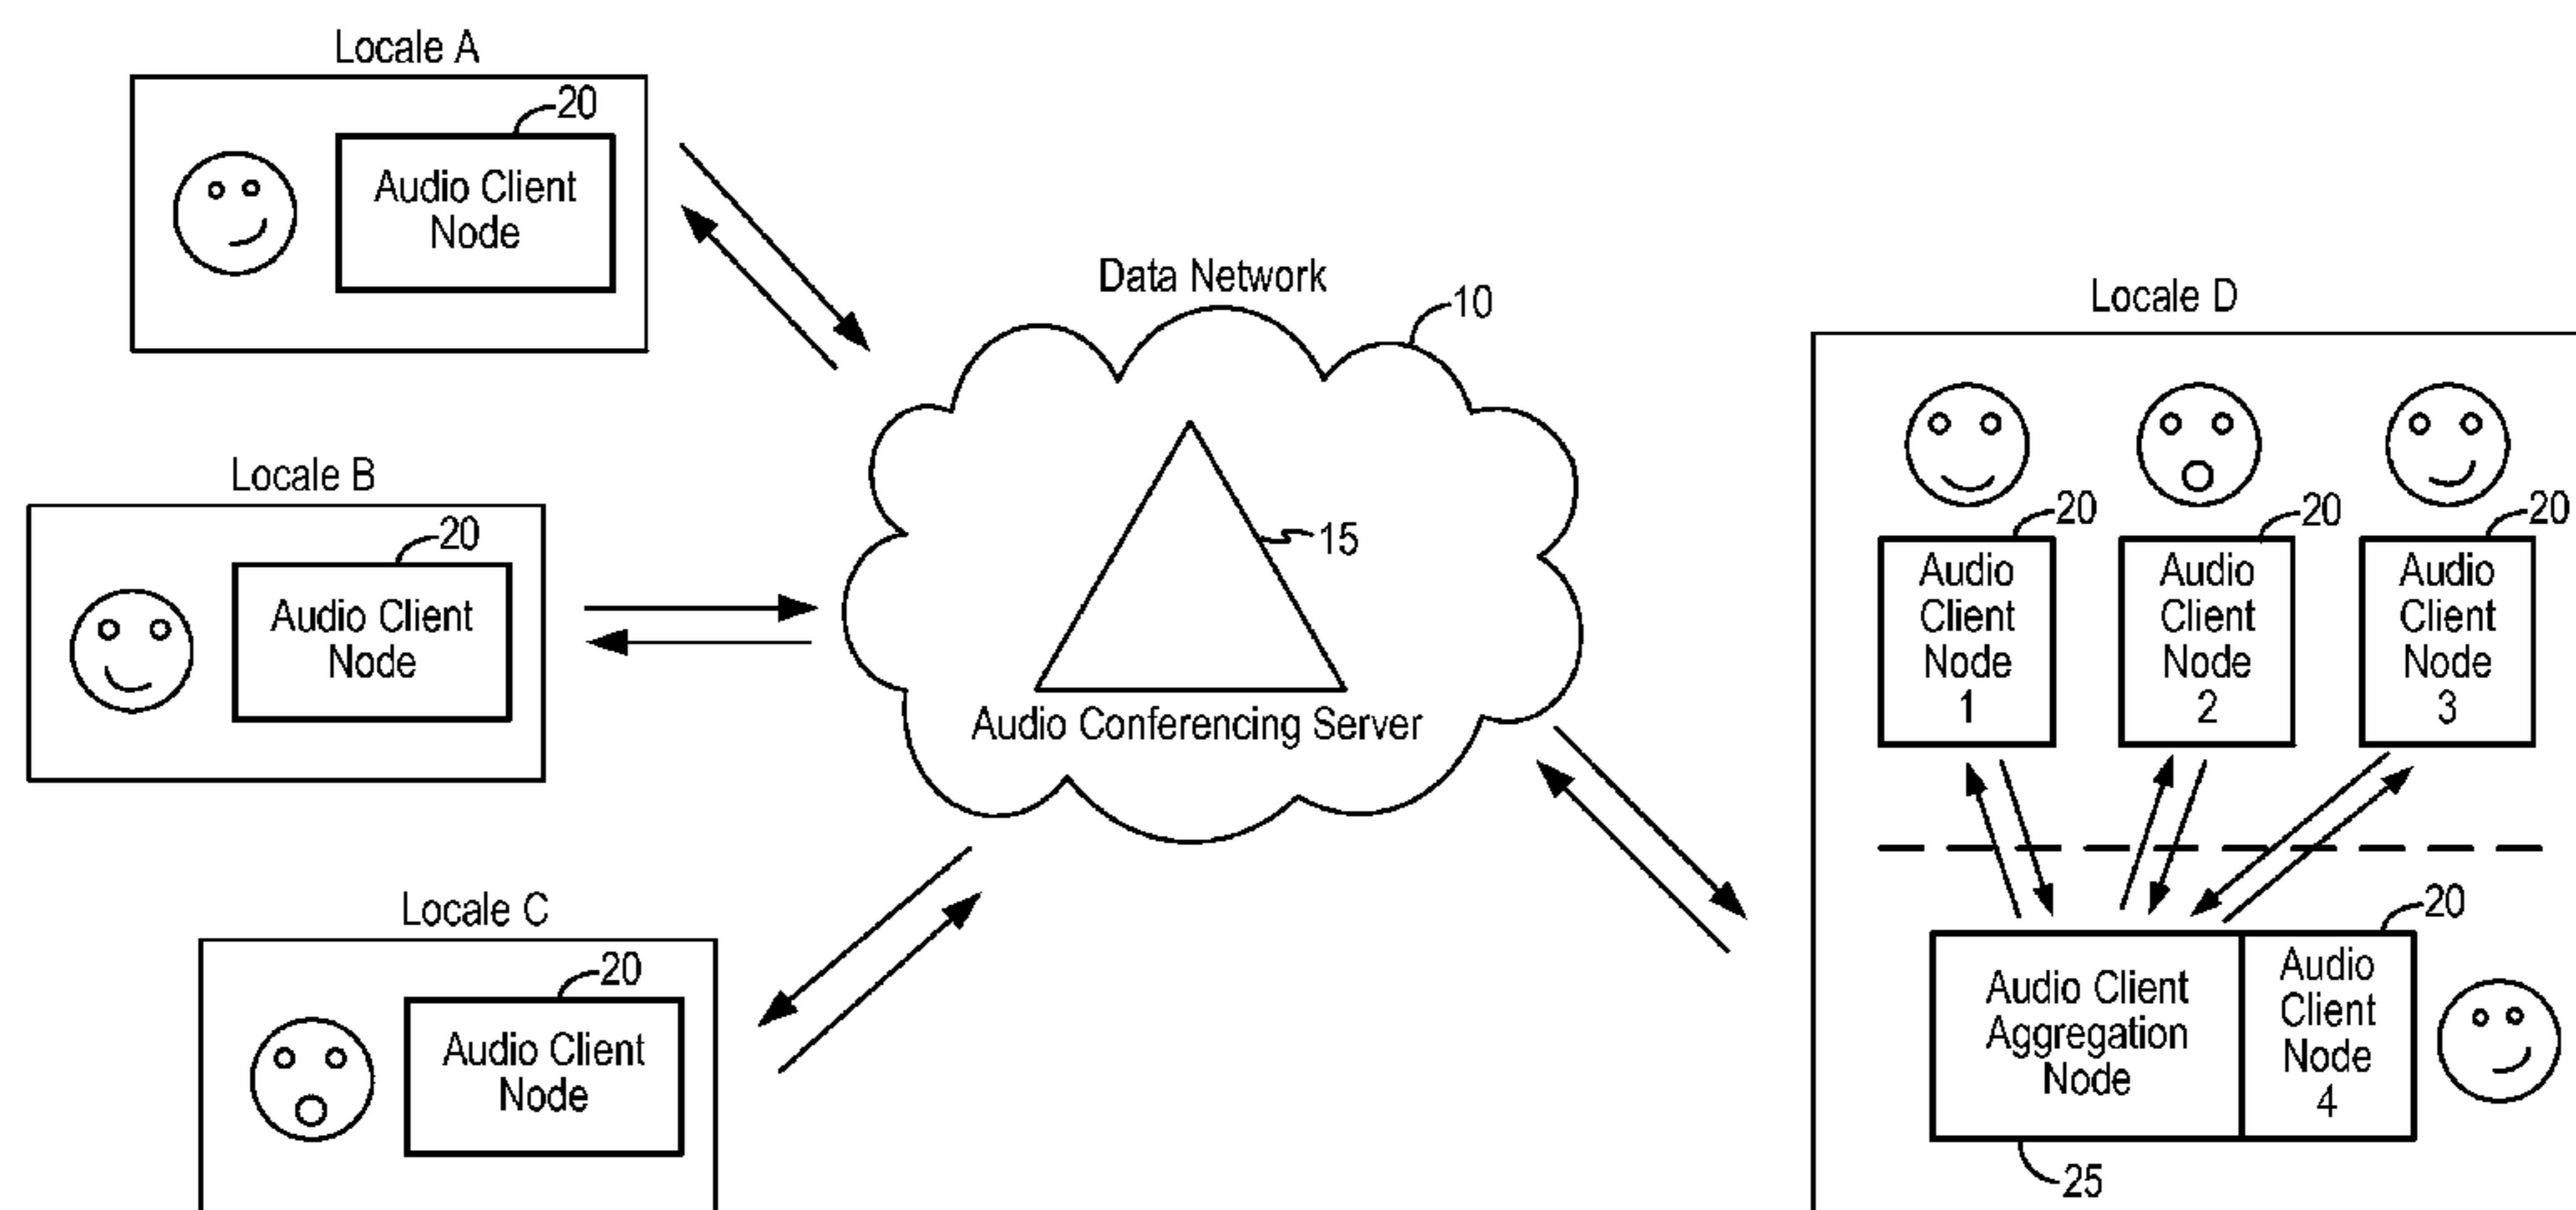 Locale A
20
Audio Client
Node
Data Network
10
Locale D
Locale B
20
Audio Client
Node
15
Audio Conferencing Server
20
Audio
Client
Node
1
20
Audio
Client
Node
2
20
Audio
Client
Node
3
Locale C
20
Audio Client
Node
Audio Client
Aggregation
Node
20
Audio
Client
Node
4
25